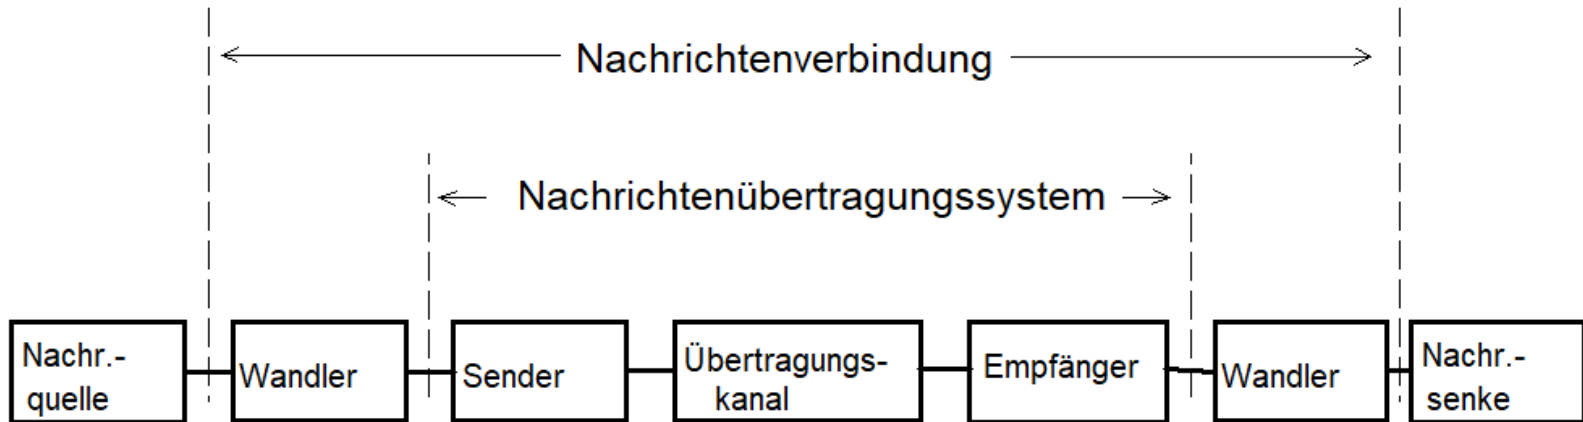 Nachrichtenverbindung
Nachrichtenübertragungssystem
Nachr.-
quelle
Wandler
Sender
Übertragungs-
kanal
Empfänger
Wandler
Nachr.-
senke